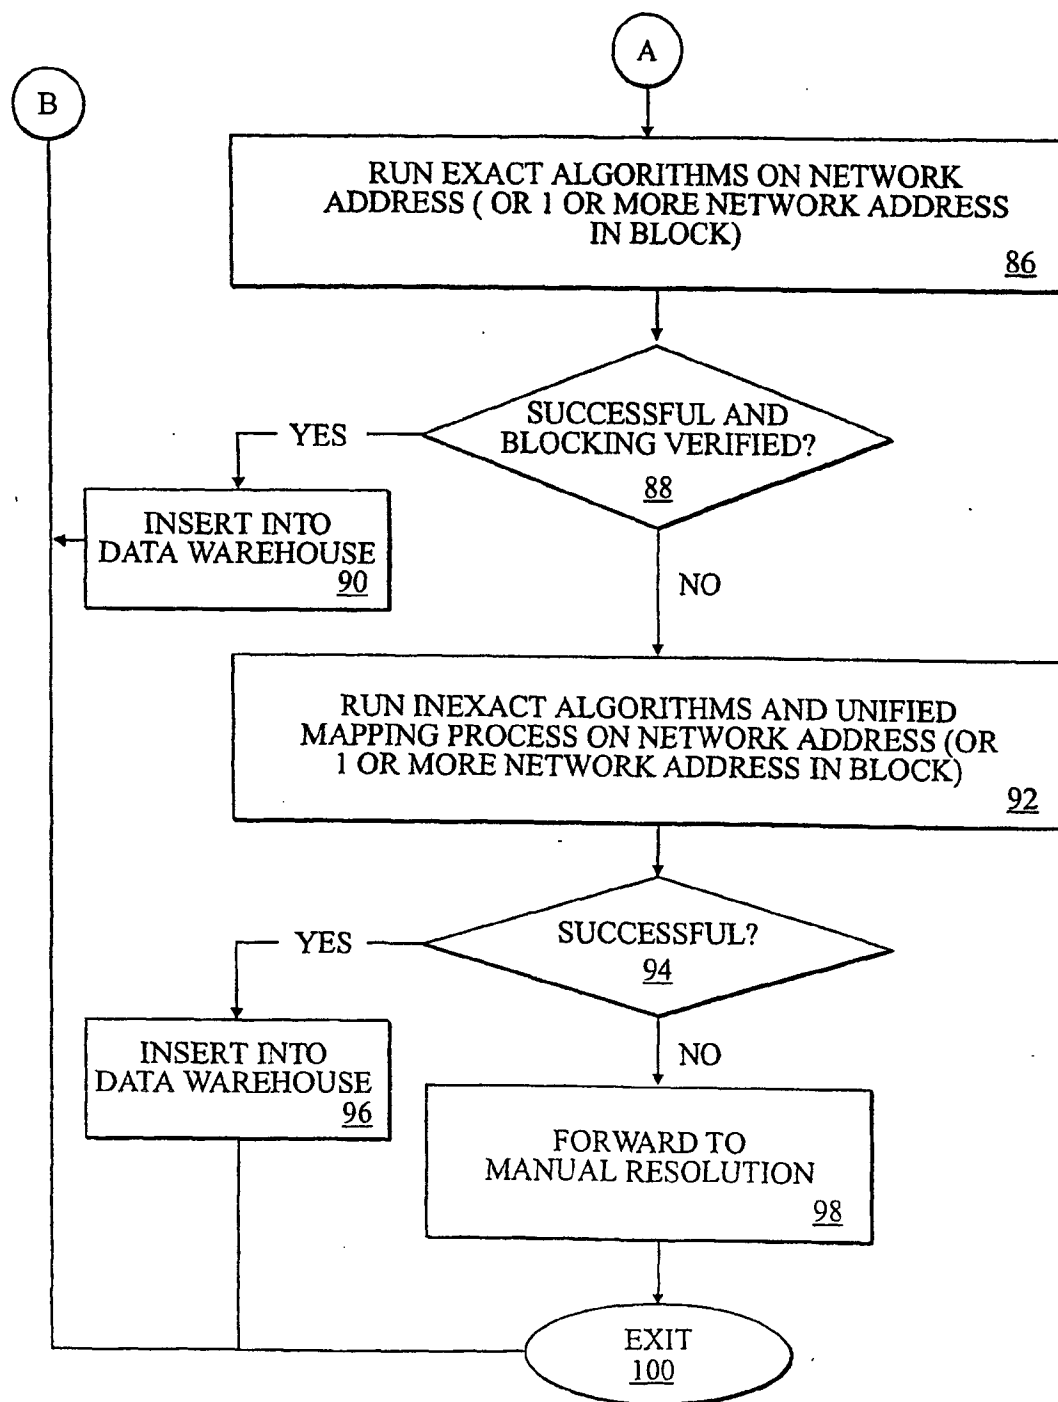 A
B
RUN EXACT ALGORITHMS ON NETWORK
ADDRESS ( OR 1 OR MORE NETWORK ADDRESS
IN BLOCK)
86
SUCCESSFUL AND
BLOCKING VERIFIED?
88
YES
INSERT INTO
DATA WAREHOUSE
90
NO
RUN INEXACT ALGORITHMS AND UNIFIED
MAPPING PROCESS ON NETWORK ADDRESS (OR
1 OR MORE NETWORK ADDRESS IN BLOCK)
92
SUCCESSFUL?
94
YES
INSERT INTO
DATA WAREHOUSE
96
NO
FORWARD TO
MANUAL RESOLUTION
98
EXIT
100